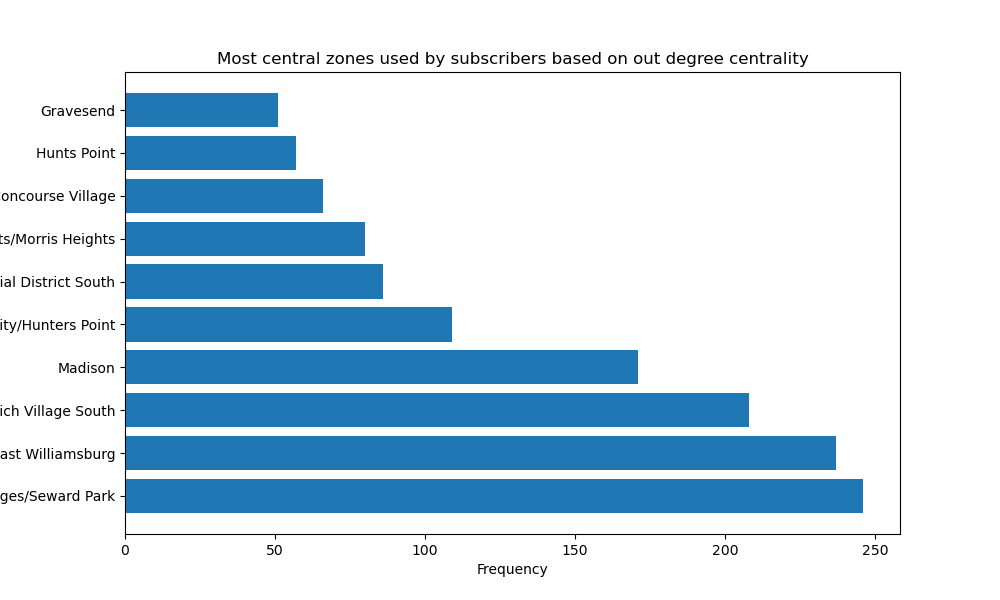 Most central zones used by subscribers based on out degree centrality
Gravesend
Hunts Point
Concourse Village
ts/Morris Heights
ial District South
ity/Hunters Point
Madison
ich Village South
ast Williamsburg
ges/Seward Park
0 50 100 150 200 250
Frequency